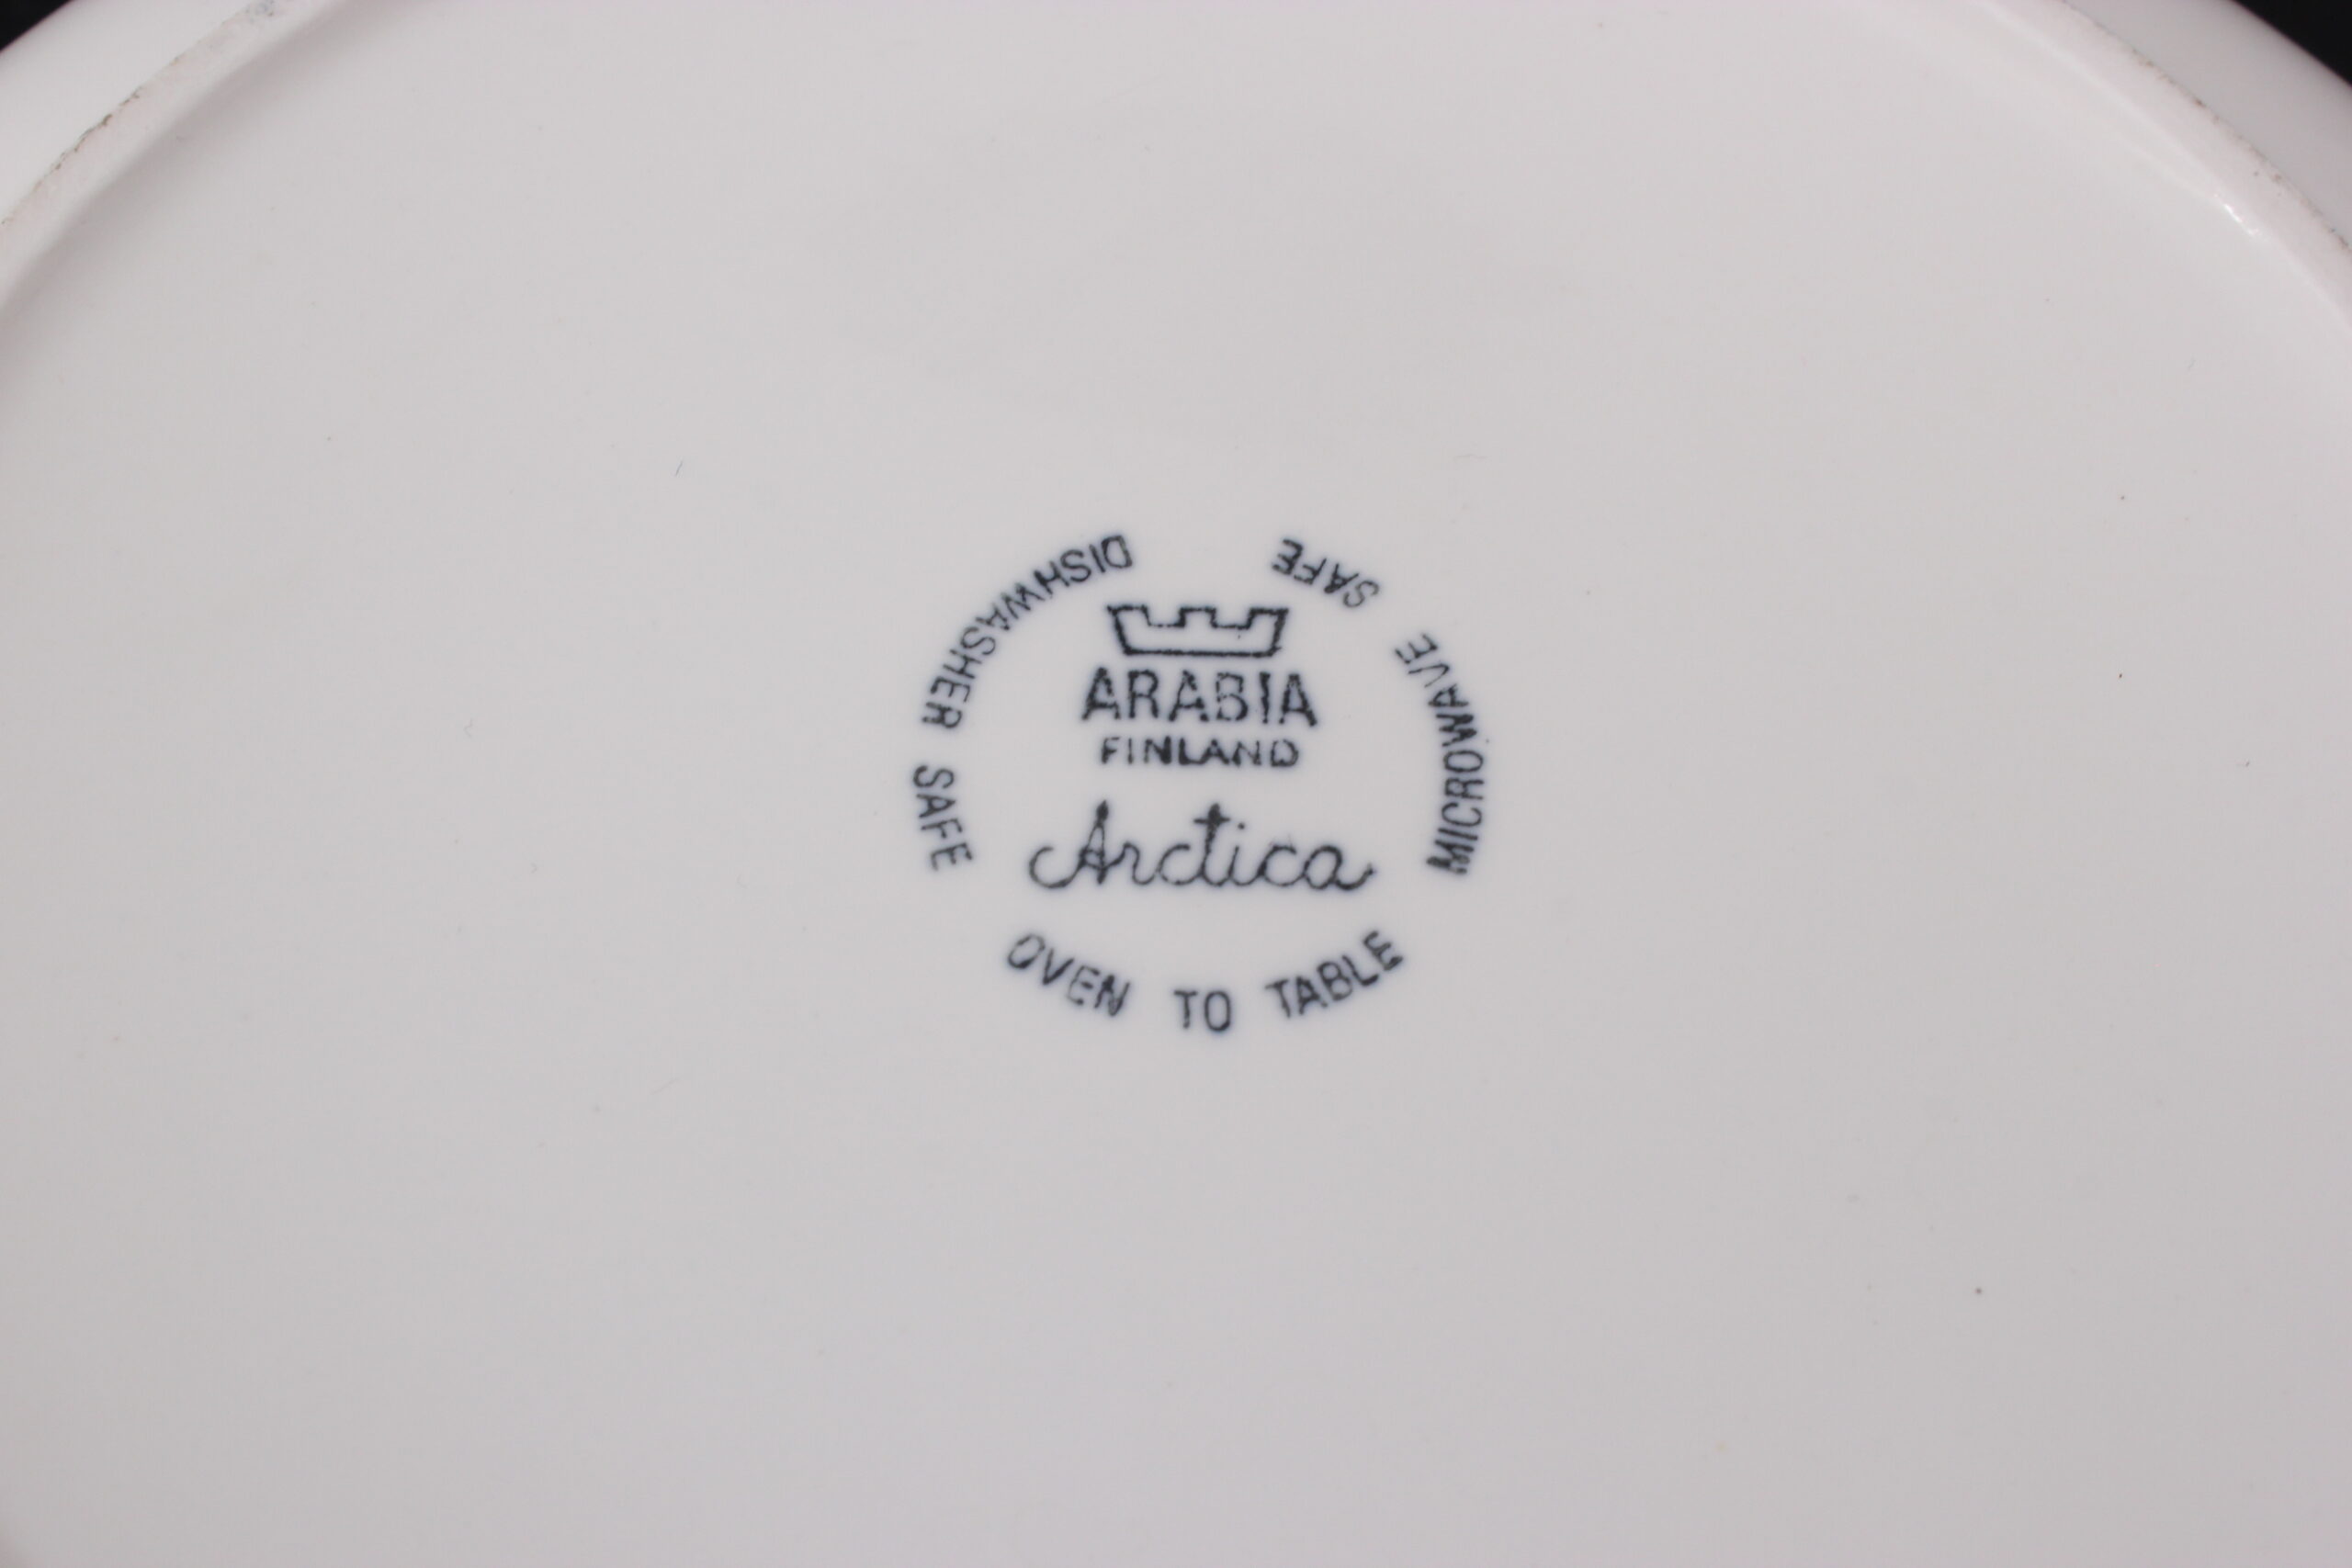 ARABIA
FINLAND
Arctica
DISHWASHER SAFE
OVEN TO TABLE
MICROWAVE SAFE